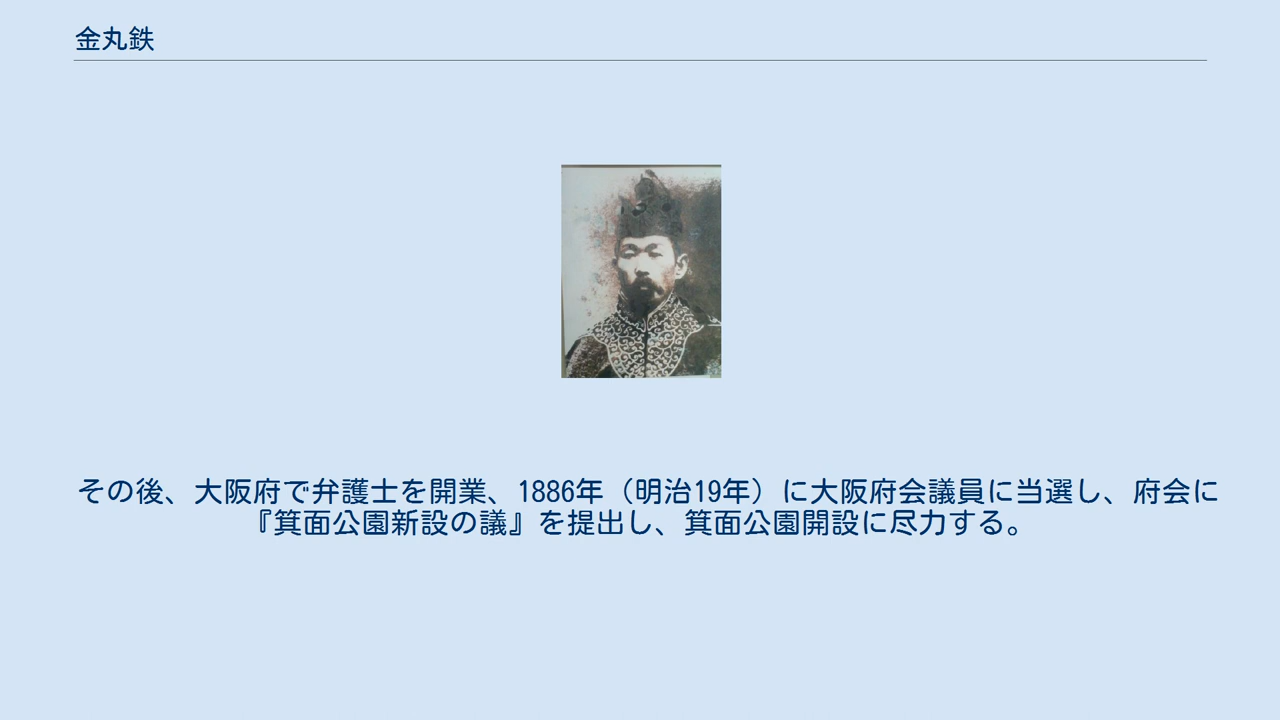 金丸鉄
その後、大阪府で弁護士を開業、1886年（明治19年）に大阪府会議員に当選し、府会に
『箕面公園新設の議』を提出し、箕面公園開設に尽力する。